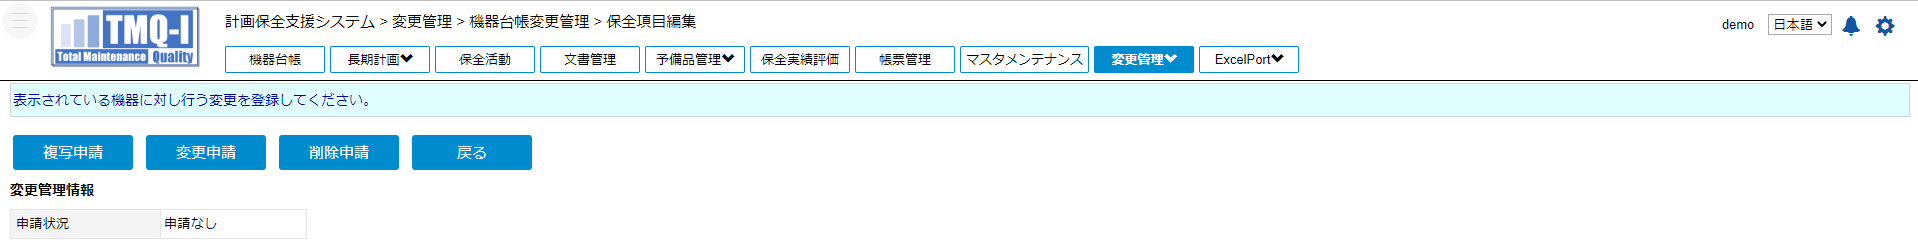 TMQ-I
Total Maintenance Quality
計画保全支援システム > 変更管理 > 機器台帳変更管理 > 保全項目編集
demo 日本語
機器台帳 長期計画 保全活動 文書管理 予備品管理 保全実績評価 帳票管理 マスタメンテナンス 変更管理 ExcelPort
表示されている機器に対し行う変更を登録してください。
複写申請 変更申請 削除申請 戻る
変更管理情報
申請状況 申請なし